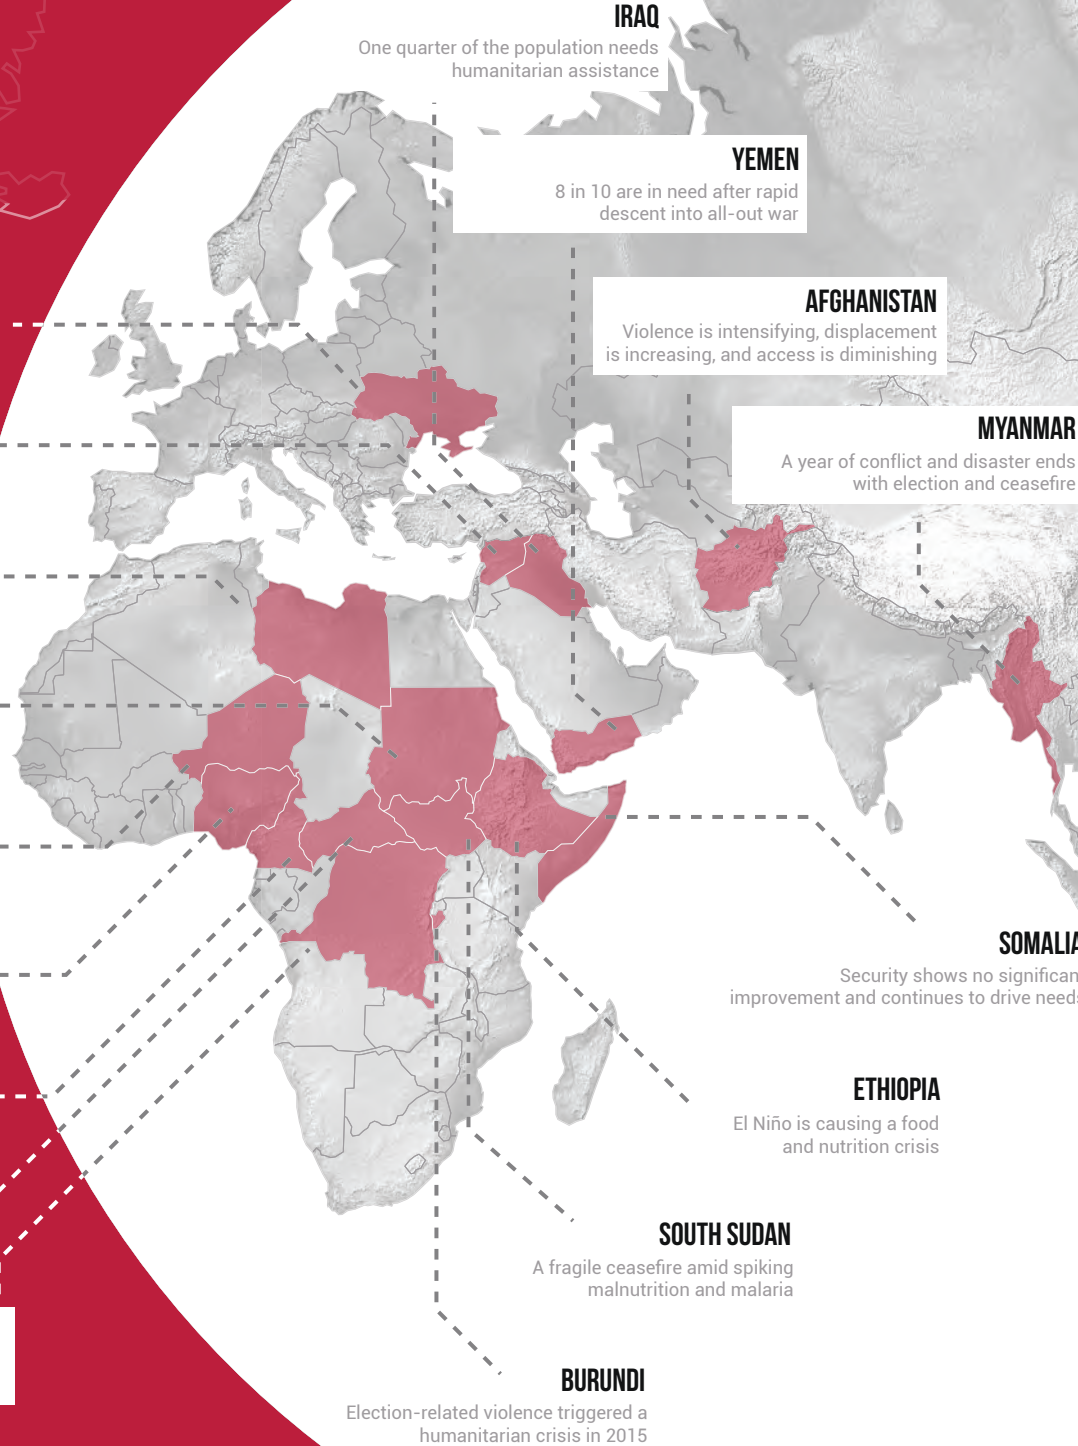 IRAQ
One quarter of the population needs
humanitarian assistance
YEMEN
8 in 10 are in need after rapid
descent into all-out war
AFGHANISTAN
Violence is intensifying, displacement
is increasing, and access is diminishing
MYANMAR
A year of conflict and disaster ends
with election and ceasefire
SOMALIA
Security shows no significan
improvement and continues to drive needs
ETHIOPIA
El Niño is causing a food
and nutrition crisis
SOUTH SUDAN
A fragile ceasefire amid spiking
malnutrition and malaria
BURUNDI
Election-related violence triggered a
humanitarian crisis in 2015